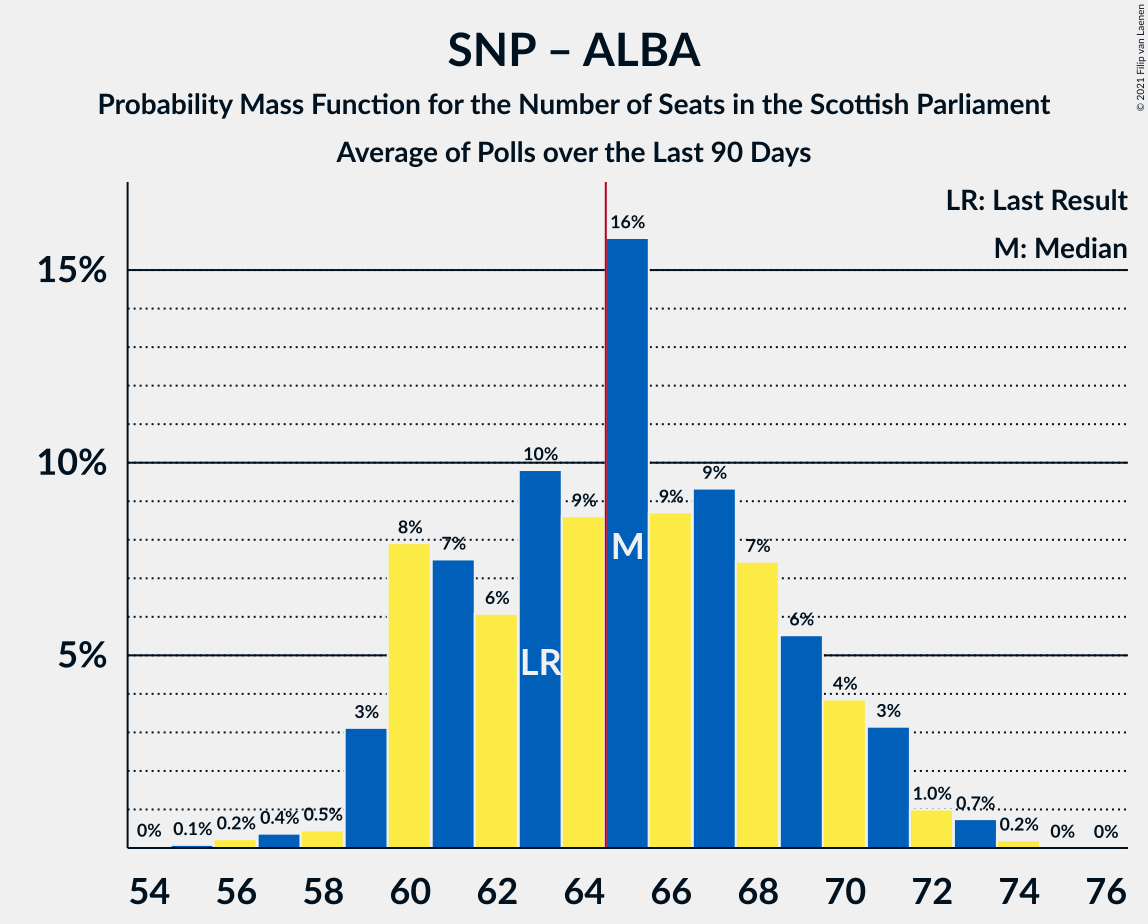 SNP – ALBA
Probability Mass Function for the Number of Seats in the Scottish Parliament
Average of Polls over the Last 90 Days
© 2021 Filip van Laenen
LR: Last Result
M: Median
15%
10%
5%
0%
0.1%
0.2%
0.4%
0.5%
3%
8%
7%
6%
10%
9%
16%
9%
9%
7%
6%
4%
3%
1.0%
0.7%
0.2%
0%
0%
LR
M
54 56 58 60 62 64 66 68 70 72 74 76